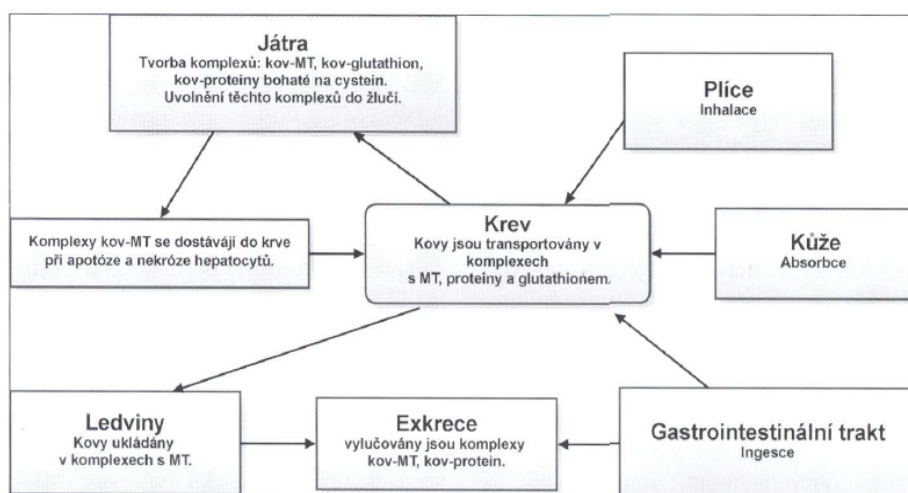 Játra
Tvorba komplexů: kov-MT, kov-glutathion,
kov-proteiny bohaté na cystein.
Uvolnění těchto komplexů do žluči.
Plíce
Inhalace
Komplexy kov-MT se dostávají do krve
při apotóze a nekróze hepatocytů.
Krev
Kovy jsou transportovány v
komplexech
s MT, proteiny a glutathionem.
Kůže
Absorbce
Ledviny
Kovy ukládány
v komplexech s MT.
Exkrece
vylučovány jsou komplexy
kov-MT, kov-protein.
Gastrointestinální trakt
Ingesce